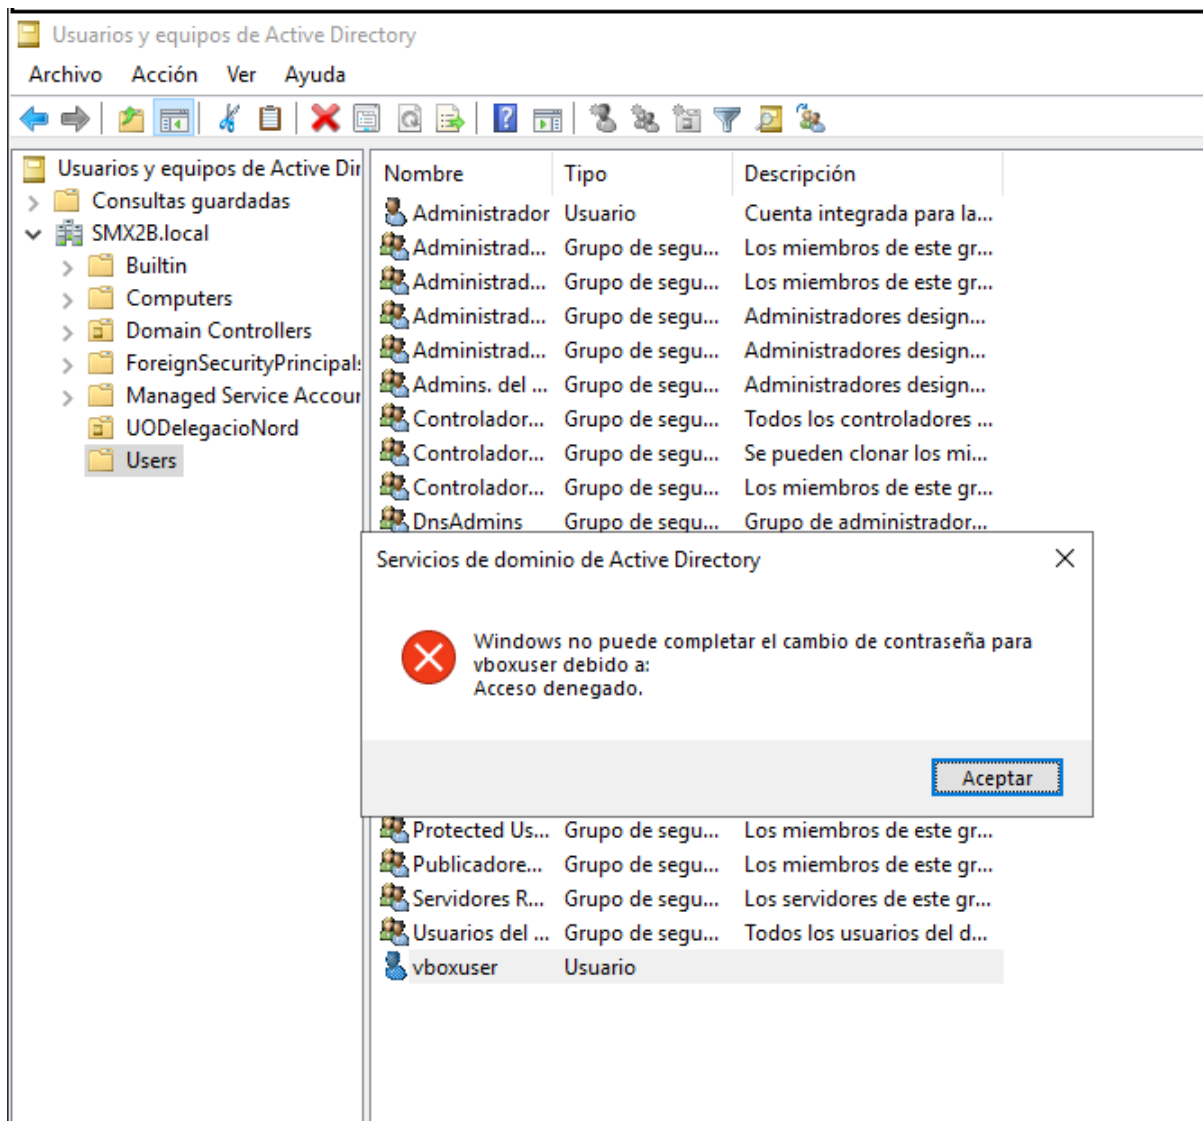 Usuarios y equipos de Active Directory
Archivo Acción Ver Ayuda
Usuarios y equipos de Active Dir
Consultas guardadas
SMX2B.local
Builtin
Computers
Domain Controllers
ForeignSecurityPrincipals
Managed Service Accour
UODelegacioNord
Users
Nombre Tipo Descripción
Administrador Usuario Cuenta integrada para la...
Administrad... Grupo de segu... Los miembros de este gr...
Administrad... Grupo de segu... Los miembros de este gr...
Administrad... Grupo de segu... Administradores design...
Administrad... Grupo de segu... Administradores design...
Admins. del ... Grupo de segu... Administradores design...
Controlador... Grupo de segu... Todos los controladores ...
Controlador... Grupo de segu... Se pueden clonar los mi...
Controlador... Grupo de segu... Los miembros de este gr...
DnsAdmins Grupo de segu... Grupo de administrador...
Servicios de dominio de Active Directory
Windows no puede completar el cambio de contraseña para
vboxuser debido a:
Acceso denegado.
Aceptar
Protected Us... Grupo de segu... Los miembros de este gr...
Publicadore... Grupo de segu... Los miembros de este gr...
Servidores R... Grupo de segu... Los servidores de este gr...
Usuarios del ... Grupo de segu... Todos los usuarios del d...
vboxuser Usuario